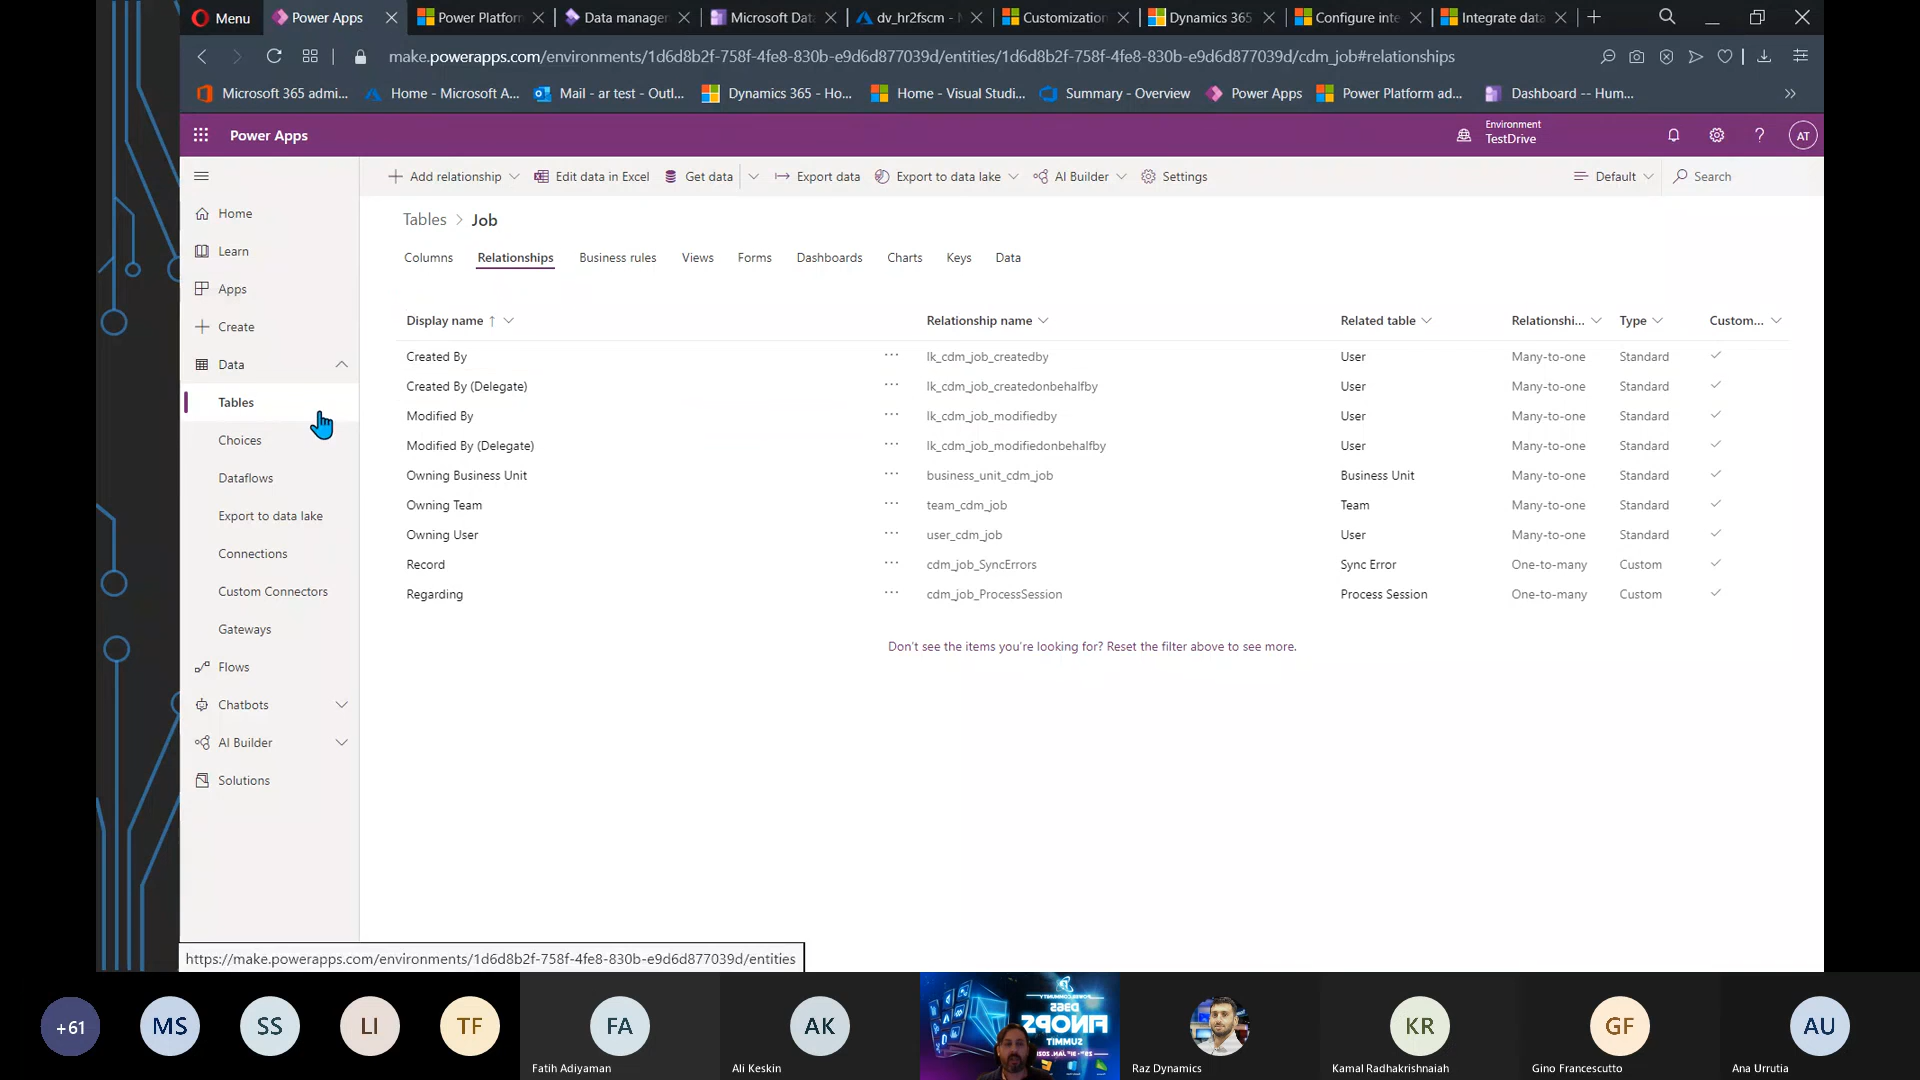 Menu
Power Apps
Power Platform
Data manage
Microsoft Dat
dv_hr2fscm -
Customization
Dynamics 365
Configure inte
Integrate data
make.powerapps.com/environments/1d6d8b2f-758f-4fe8-830b-e9d6d877039d/entities/1d6d8b2f-758f-4fe8-830b-e9d6d877039d/cdm_job#relationships
Microsoft 365 admi...
Home - Microsoft A...
Mail - ar test - Outl...
Dynamics 365 - Ho...
Home - Visual Studi...
Summary - Overview
Power Apps
Power Platform ad...
Dashboard -- Hum...
Power Apps
Environment
TestDrive
AT
Add relationship
Edit data in Excel
Get data
Export data
Export to data lake
AI Builder
Settings
Default
Search
Home
Learn
Apps
Create
Data
Tables
Choices
Dataflows
Export to data lake
Connections
Custom Connectors
Gateways
Flows
Chatbots
AI Builder
Solutions
Tables > Job
Columns Relationships Business rules Views Forms Dashboards Charts Keys Data
Display name ↑ Relationship name Related table Relationshi... Type Custom...
Created By ... lk_cdm_job_createdby User Many-to-one Standard
Created By (Delegate) ... lk_cdm_job_createdonbehalfby User Many-to-one Standard
Modified By ... lk_cdm_job_modifiedby User Many-to-one Standard
Modified By (Delegate) ... lk_cdm_job_modifiedonbehalfby User Many-to-one Standard
Owning Business Unit ... business_unit_cdm_job Business Unit Many-to-one Standard
Owning Team ... team_cdm_job Team Many-to-one Standard
Owning User ... user_cdm_job User Many-to-one Standard
Record ... cdm_job_SyncErrors Sync Error One-to-many Custom
Regarding ... cdm_job_ProcessSession Process Session One-to-many Custom
Don't see the items you're looking for? Reset the filter above to see more.
https://make.powerapps.com/environments/1d6d8b2f-758f-4fe8-830b-e9d6d877039d/entities
+61
MS
SS
LI
TF
FA
Fatih Adiyaman
AK
Ali Keskin
D365
FINOPS
SUMMIT
Raz Dynamics
KR
Kamal Radhakrishnaiah
GF
Gino Francescutto
AU
Ana Urrutia